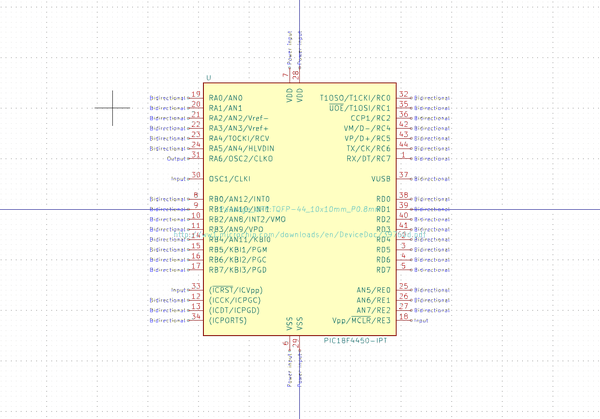 Power input
Power input
7
28
U
VDD
VDD
Bidirectional 19 RA0/AN0
Bidirectional 20 RA1/AN1
Bidirectional 21 RA2/AN2/Vref-
Bidirectional 22 RA3/AN3/Vref+
Bidirectional 23 RA4/T0CKI/RCV
Bidirectional 24 RA5/AN4/HLVDIN
Output 31 RA6/OSC2/CLKO
Input 30 OSC1/CLKI
8 RB0/AN12/INT0
Bidirectional 9 RB1/AN10/INT1
Bidirectional 10 RB2/AN8/INT2/VMO
Bidirectional 11 RB3/AN9/VPO
14 RB4/AN11/KBI0
Bidirectional 15 RB5/KBI1/PGM
Bidirectional 16 RB6/KBI2/PGC
Bidirectional 17 RB7/KBI3/PGD
Input 33 (ICRST/ICVpp)
Bidirectional 12 (ICCK/ICPGC)
Bidirectional 13 (ICDT/ICPGD)
Bidirectional 34 (ICPORTS)
T1OSO/T1CKI/RC0 32 Bidirectional
UOE/T1OSI/RC1 35 Bidirectional
CCP1/RC2 36 Bidirectional
VM/D-/RC4 42 Bidirectional
VP/D+/RC5 43 Bidirectional
TX/CK/RC6 44 Bidirectional
RX/DT/RC7 1 Bidirectional
VUSB 37 Bidirectional
RD0 38 Bidirectional
RD1 39 Bidirectional
RD2 40 Bidirectional
RD3 41 Bidirectional
RD4 2
RD5 3 Bidirectional
RD6 4 Bidirectional
RD7 5 Bidirectional
AN5/RE0 25 Bidirectional
AN6/RE1 26 Bidirectional
AN7/RE2 27 Bidirectional
Vpp/MCLR/RE3 18 Input
TQFP-44_10x10mm_P0.8mm
VSS
VSS
PIC18F4450-IPT
6
29
Power input
Power input